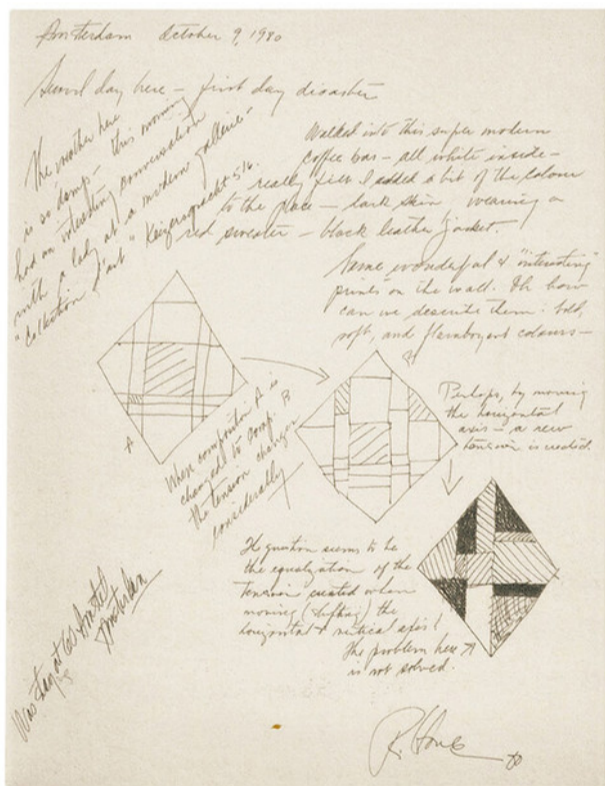 Amsterdam October 9, 1980
Second day here – first day disaster
The weather here
is so damp – this morning
had an interesting conversation
with a lady at a modern galleries –
"Collection d'art" Keizersgracht 516.
Walked into this super modern
coffee bar – all white inside –
really felt I added a bit of the colour
to the place – dark skin wearing a
red sweater – black leather jacket.
Some wonderful & "interesting"
prints on the wall. Oh how
can we describe them: bold,
soft, and flamboyant colours –
A
B
When composition A is
changed to comp. B
the tension changes
considerably
Perhaps, by moving
the horizontal
axis – a new
tension is created.
The question seems to be
the equalization of the
tension created when
moving (shifting) the
horizontal & vertical axis!
The problem here
is not solved.
Was at 60 Amstel
Amsterdam
R. Houle 80